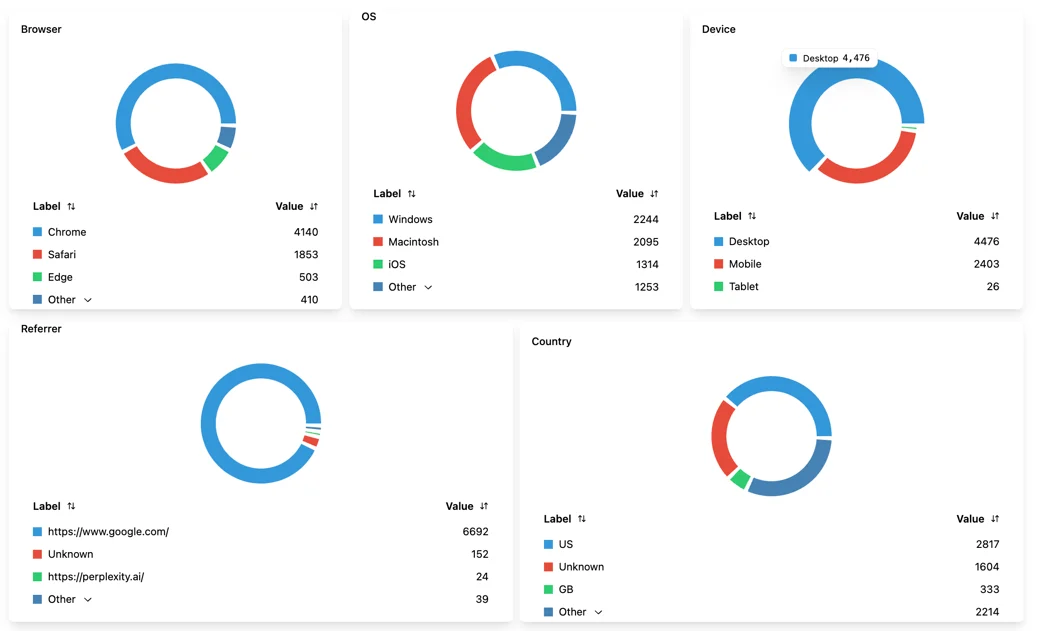 Browser
Label ↑↓ Value ↓↑
Chrome 4140
Safari 1853
Edge 503
Other 410
OS
Label ↑↓ Value ↓↑
Windows 2244
Macintosh 2095
iOS 1314
Other 1253
Device
Desktop 4,476
Label ↑↓ Value ↓↑
Desktop 4476
Mobile 2403
Tablet 26
Referrer
Label ↑↓ Value ↓↑
https://www.google.com/ 6692
Unknown 152
https://perplexity.ai/ 24
Other 39
Country
Label ↑↓ Value ↓↑
US 2817
Unknown 1604
GB 333
Other 2214